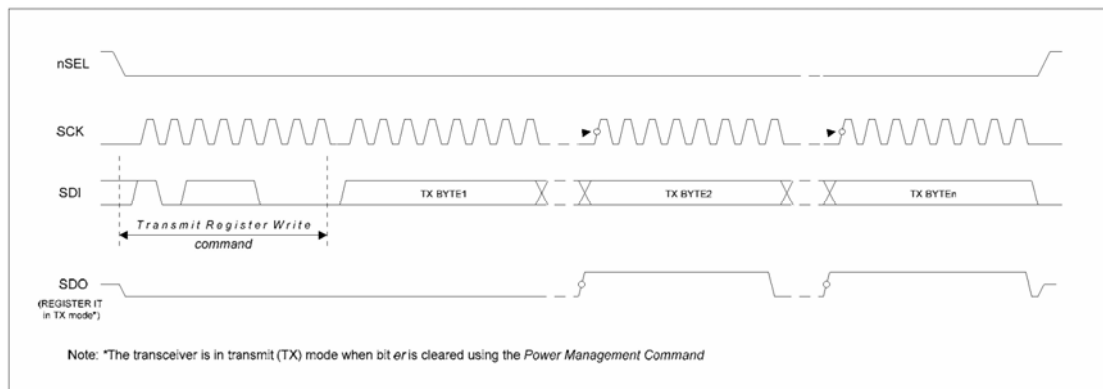 nSEL
SCK
SDI
TX BYTE1
TX BYTE2
TX BYTEn
Transmit Register Write
command
SDO
(REGISTER IT
in TX mode*)
Note: *The transceiver is in transmit (TX) mode when bit er is cleared using the Power Management Command